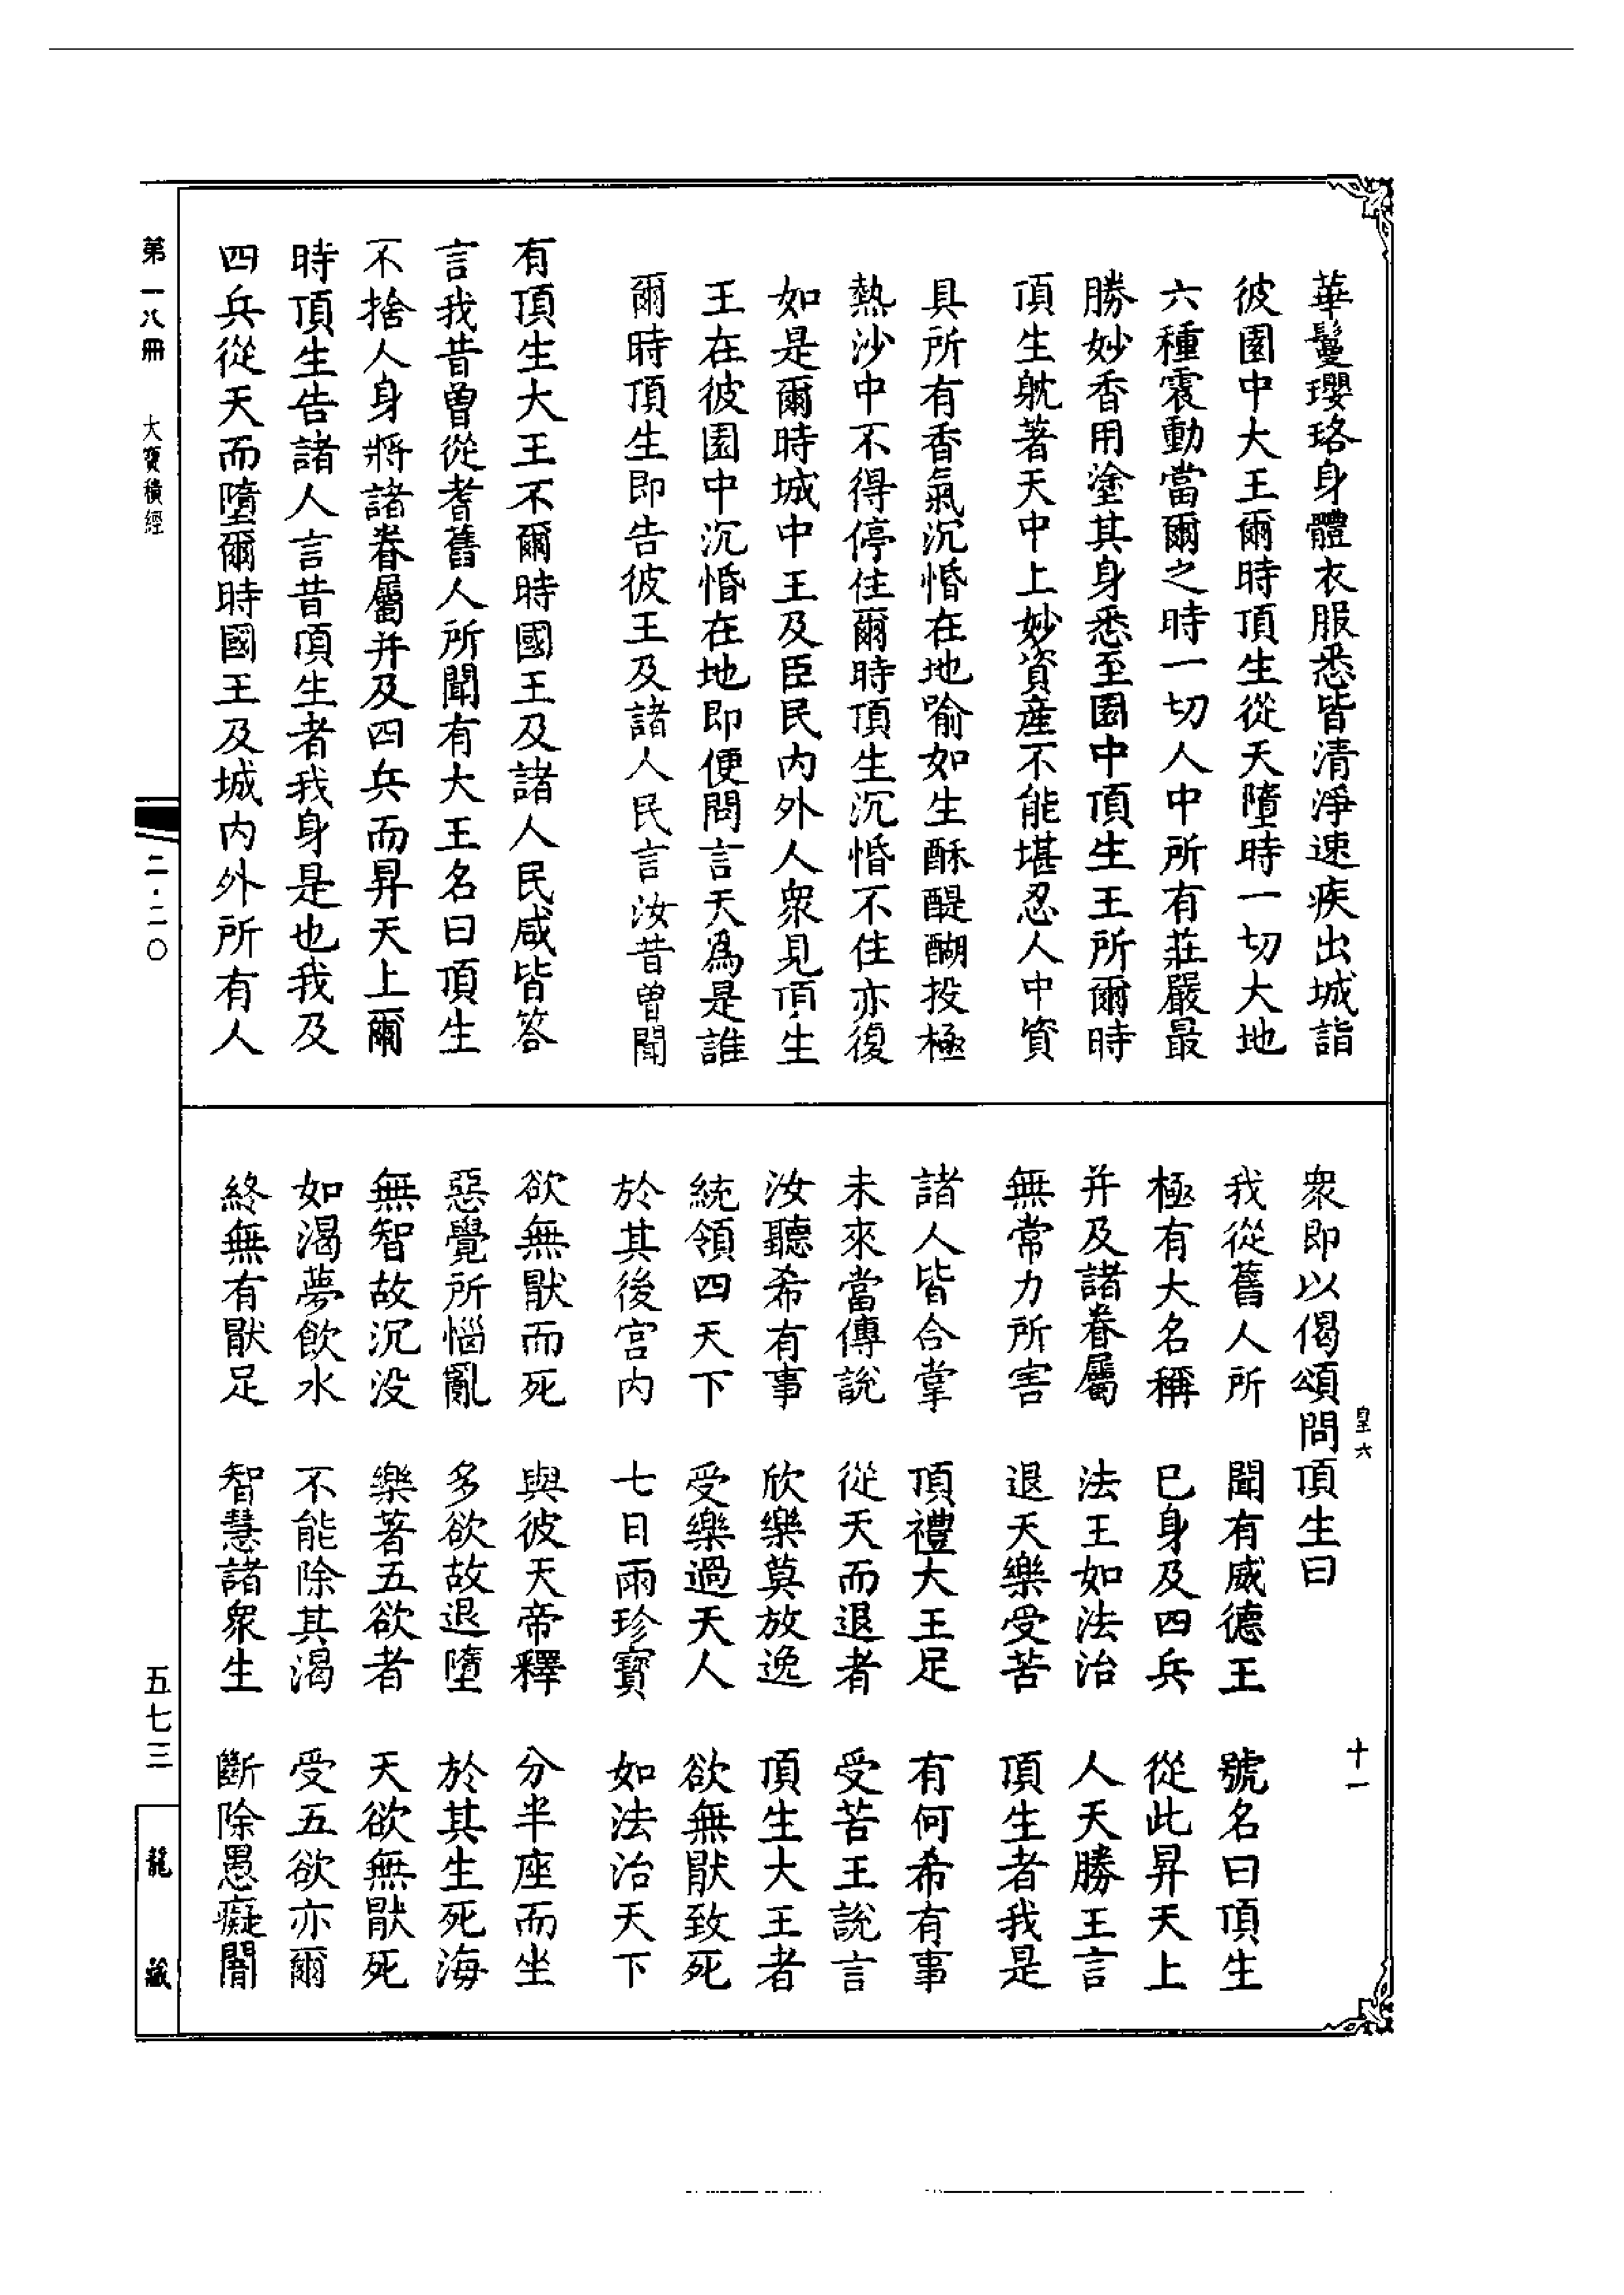 華鬘瓔珞身體衣服悉皆清淨速疾出城詣
彼園中大王爾時頂生從天墮時一切大地
六種震動當爾之時一切人中所有莊嚴最
勝妙香用塗其身悉至園中頂生王所爾時
頂生躭著天中上妙資産不能堪忍人中資
具所有香氣沉惛在地喻如生酥醍醐投極
熱沙中不得停住爾時頂生沉惛不住亦復
如是爾時城中王及臣民内外人衆見頂生
王在彼園中沉惛在地即便問言天爲是誰
爾時頂生即告彼王及諸人民言汝昔曾聞
有頂生大王不爾時國王及諸人民咸皆答
言我昔曾從耆舊人所聞有大王名曰頂生
不捨人身將諸眷屬并及四兵而昇天上爾
時頂生告諸人言昔頂生者我身是也我及
四兵從天而墮爾時國王及城内外所有人
衆即以偈頌問頂生曰
我從舊人所 聞有威德王 號名曰頂生
極有大名稱 已身及四兵 從此昇天上
并及諸眷屬 法王如法治 人天勝王言
無常力所害 退天樂受苦 頂生者我是
諸人皆合掌 頂禮大王足 有何希有事
未來當傳説 從天而退者 受苦王説言
汝聽希有事 欣樂莫放逸 頂生大王者
統領四天下 受樂過天人 欲無猒致死
於其後宫内 七日雨珍寶 如法治天下
欲無猒而死 與彼天帝釋 分半座而坐
惡覺所惱亂 多欲故退墮 於其生死海
無智故沉没 樂著五欲者 天欲無猒死
如渴夢飲水 不能除其渴 受五欲亦爾
終無有猒足 智慧諸衆生 斷除愚癡闇
皇六
十一
第一八冊 大寶積經
二·二〇
五七三
龍藏